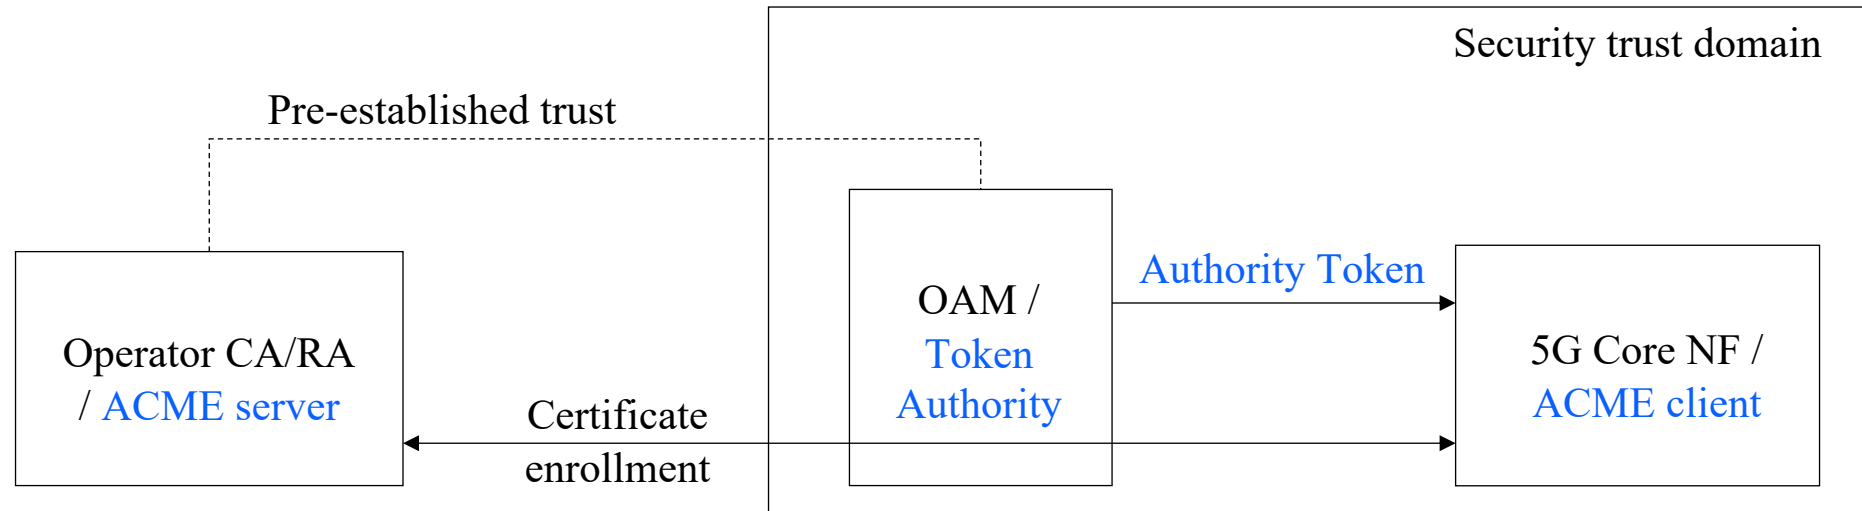 Security trust domain
Pre-established trust
Operator CA/RA
/ ACME server
Certificate
enrollment
OAM /
Token
Authority
Authority Token
5G Core NF /
ACME client